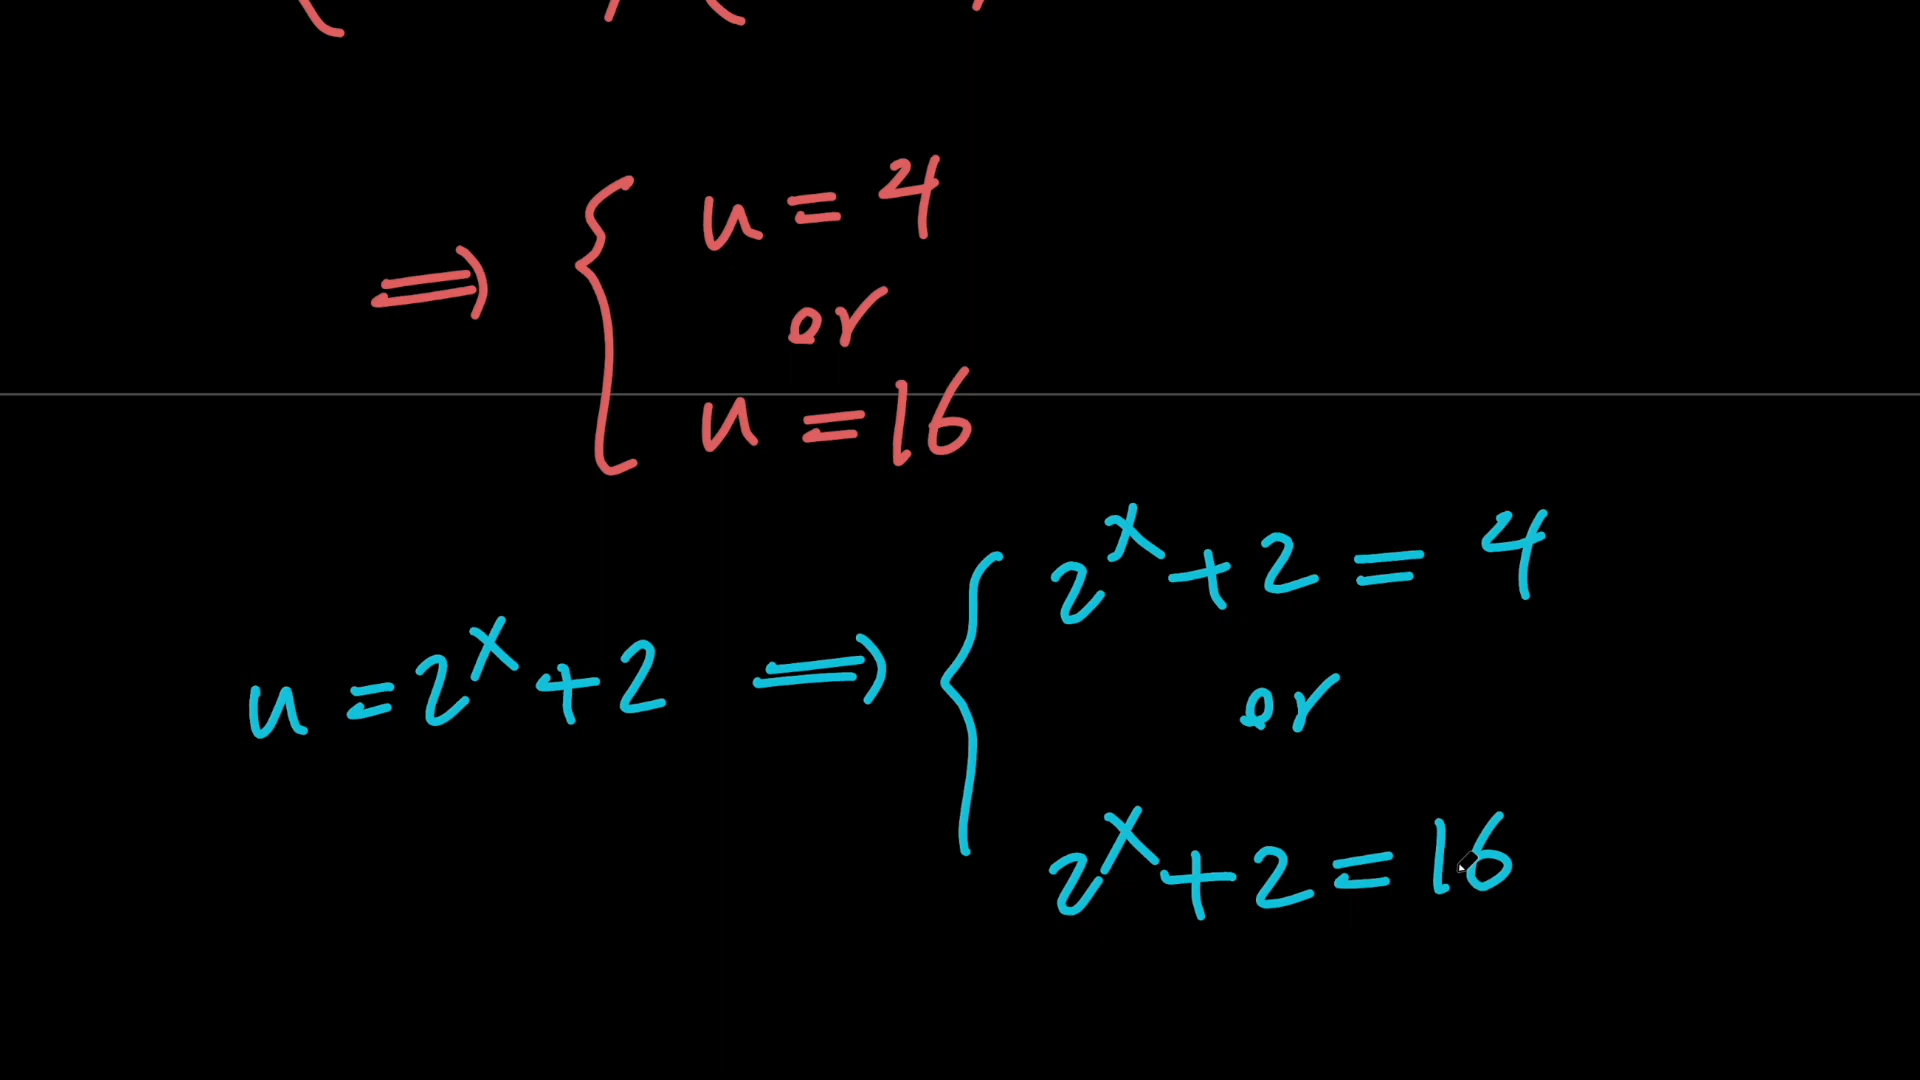 ⟹ { u = 4
or
u = 16
u = 2^x + 2 ⟹ { 2^x + 2 = 4
or
2^x + 2 = 16